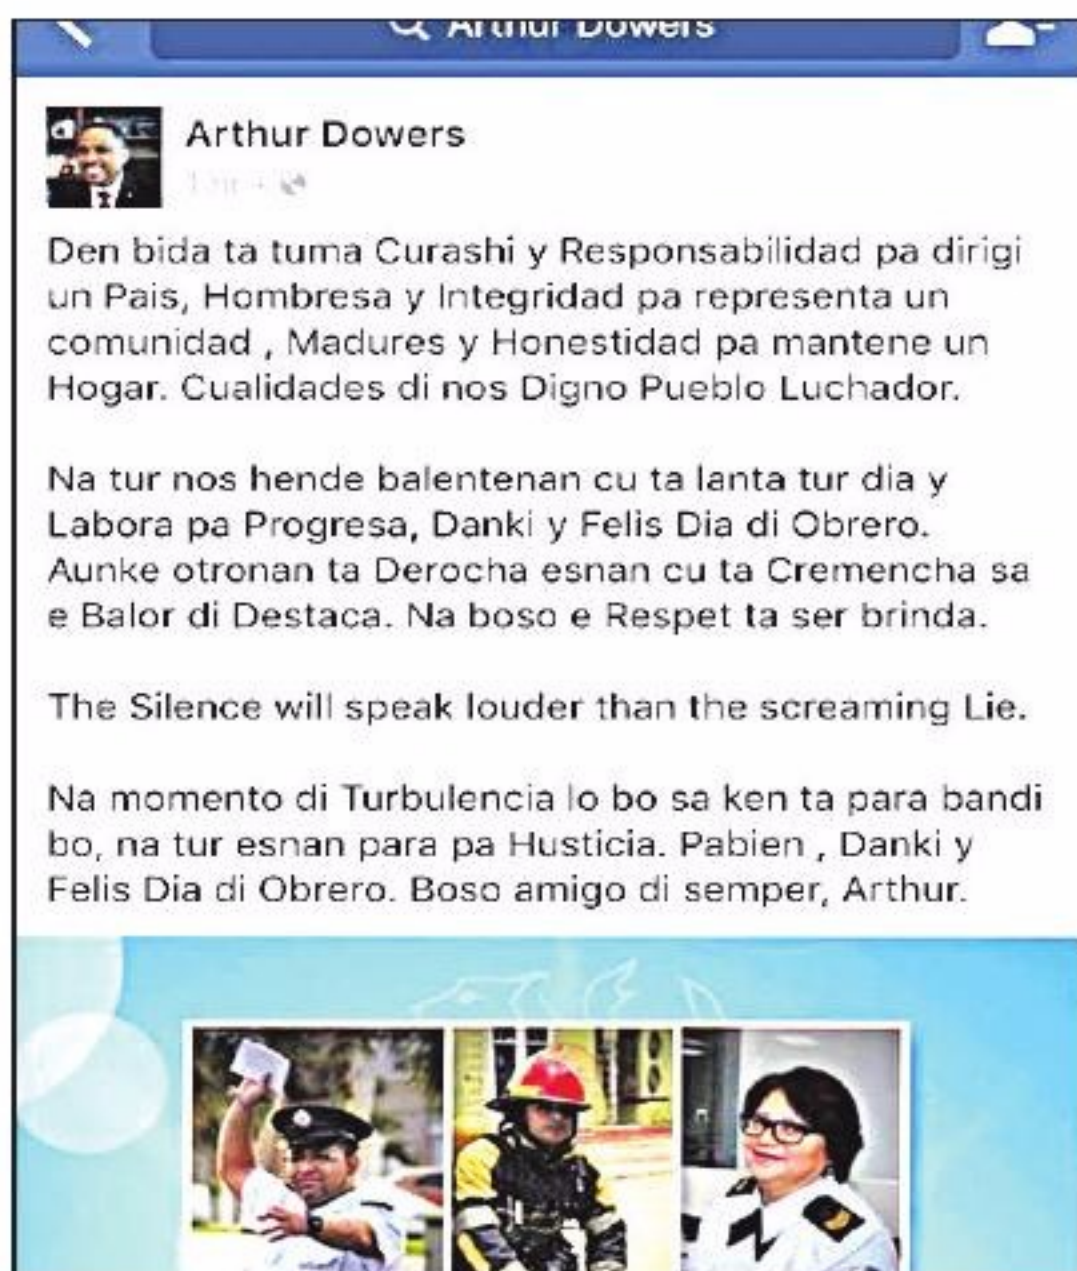 Arthur Dowers
Arthur Dowers
Den bida ta tuma Curashi y Responsabilidad pa dirigi
un Pais, Hombresa y Integridad pa representa un
comunidad , Madures y Honestidad pa mantene un
Hogar. Cualidades di nos Digno Pueblo Luchador.
Na tur nos hende balentenan cu ta lanta tur dia y
Labora pa Progresa, Danki y Felis Dia di Obrero.
Aunke otronan ta Derocha esnan cu ta Cremencha sa
e Balor di Destaca. Na boso e Respet ta ser brinda.
The Silence will speak louder than the screaming Lie.
Na momento di Turbulencia lo bo sa ken ta para bandi
bo, na tur esnan para pa Husticia. Pabien , Danki y
Felis Dia di Obrero. Boso amigo di semper, Arthur.